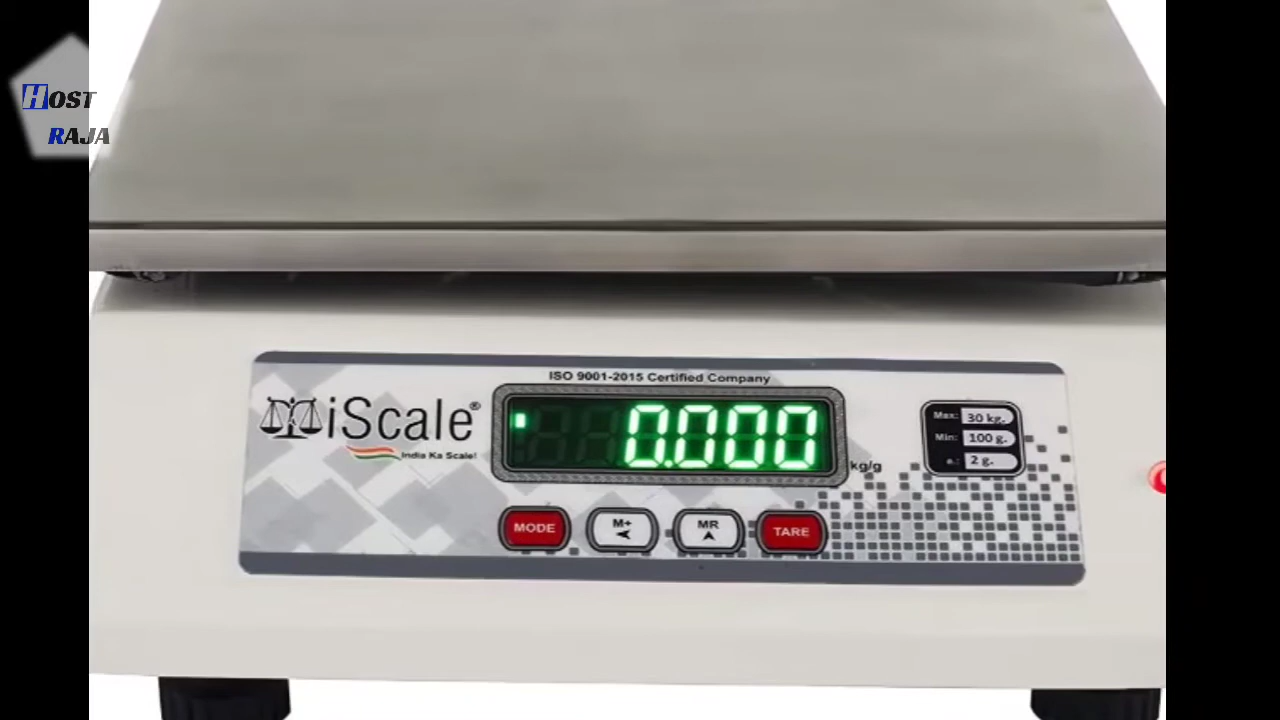 HOST
RAJA
ISO 9001-2015 Certified Company
iScale®
India Ka Scale!
0.000
kg/g
Max: 30 kg.
Min: 100 g.
e.: 2 g.
MODE
M+
MR
TARE